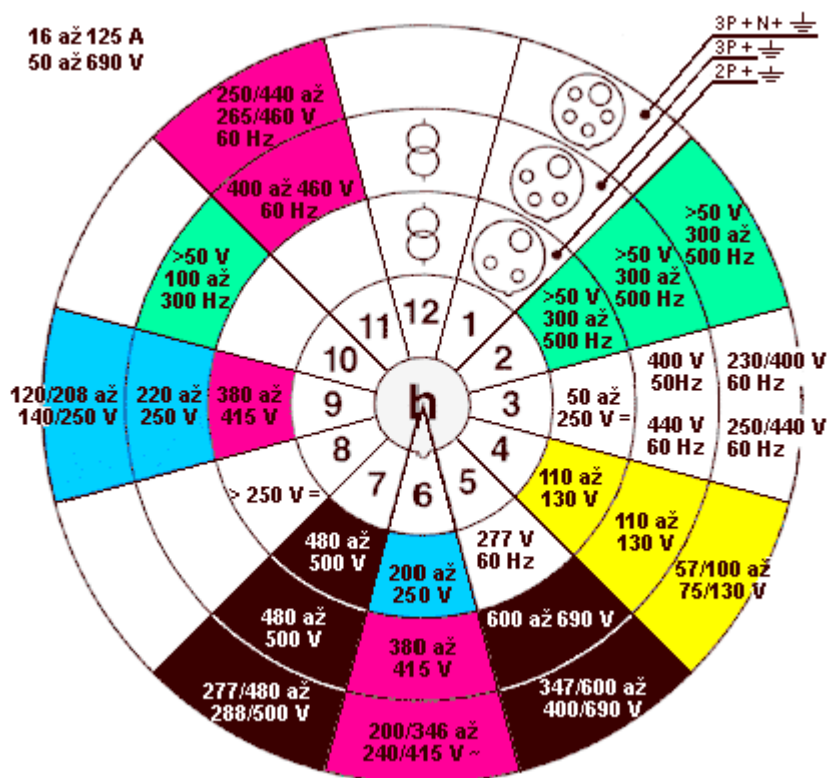 16 až 125 A
50 až 690 V
3P + N +
3P +
2P +
250/440 až
265/460 V
60 Hz
400 až 460 V
60 Hz
>50 V
300 až
500 Hz
>50 V
300 až
500 Hz
>50 V
300 až
500 Hz
>50 V
100 až
300 Hz
12
1
2
3
4
5
6
7
8
9
10
11
h
400 V
50Hz
440 V
60 Hz
230/400 V
60 Hz
250/440 V
60 Hz
50 až
250 V =
120/208 až
140/250 V
220 až
250 V
380 až
415 V
> 250 V =
110 až
130 V
110 až
130 V
57/100 až
75/130 V
277 V
60 Hz
600 až 690 V
347/600 až
400/690 V
200 až
250 V
380 až
415 V
200/346 až
240/415 V ~
480 až
500 V
480 až
500 V
277/480 až
288/500 V